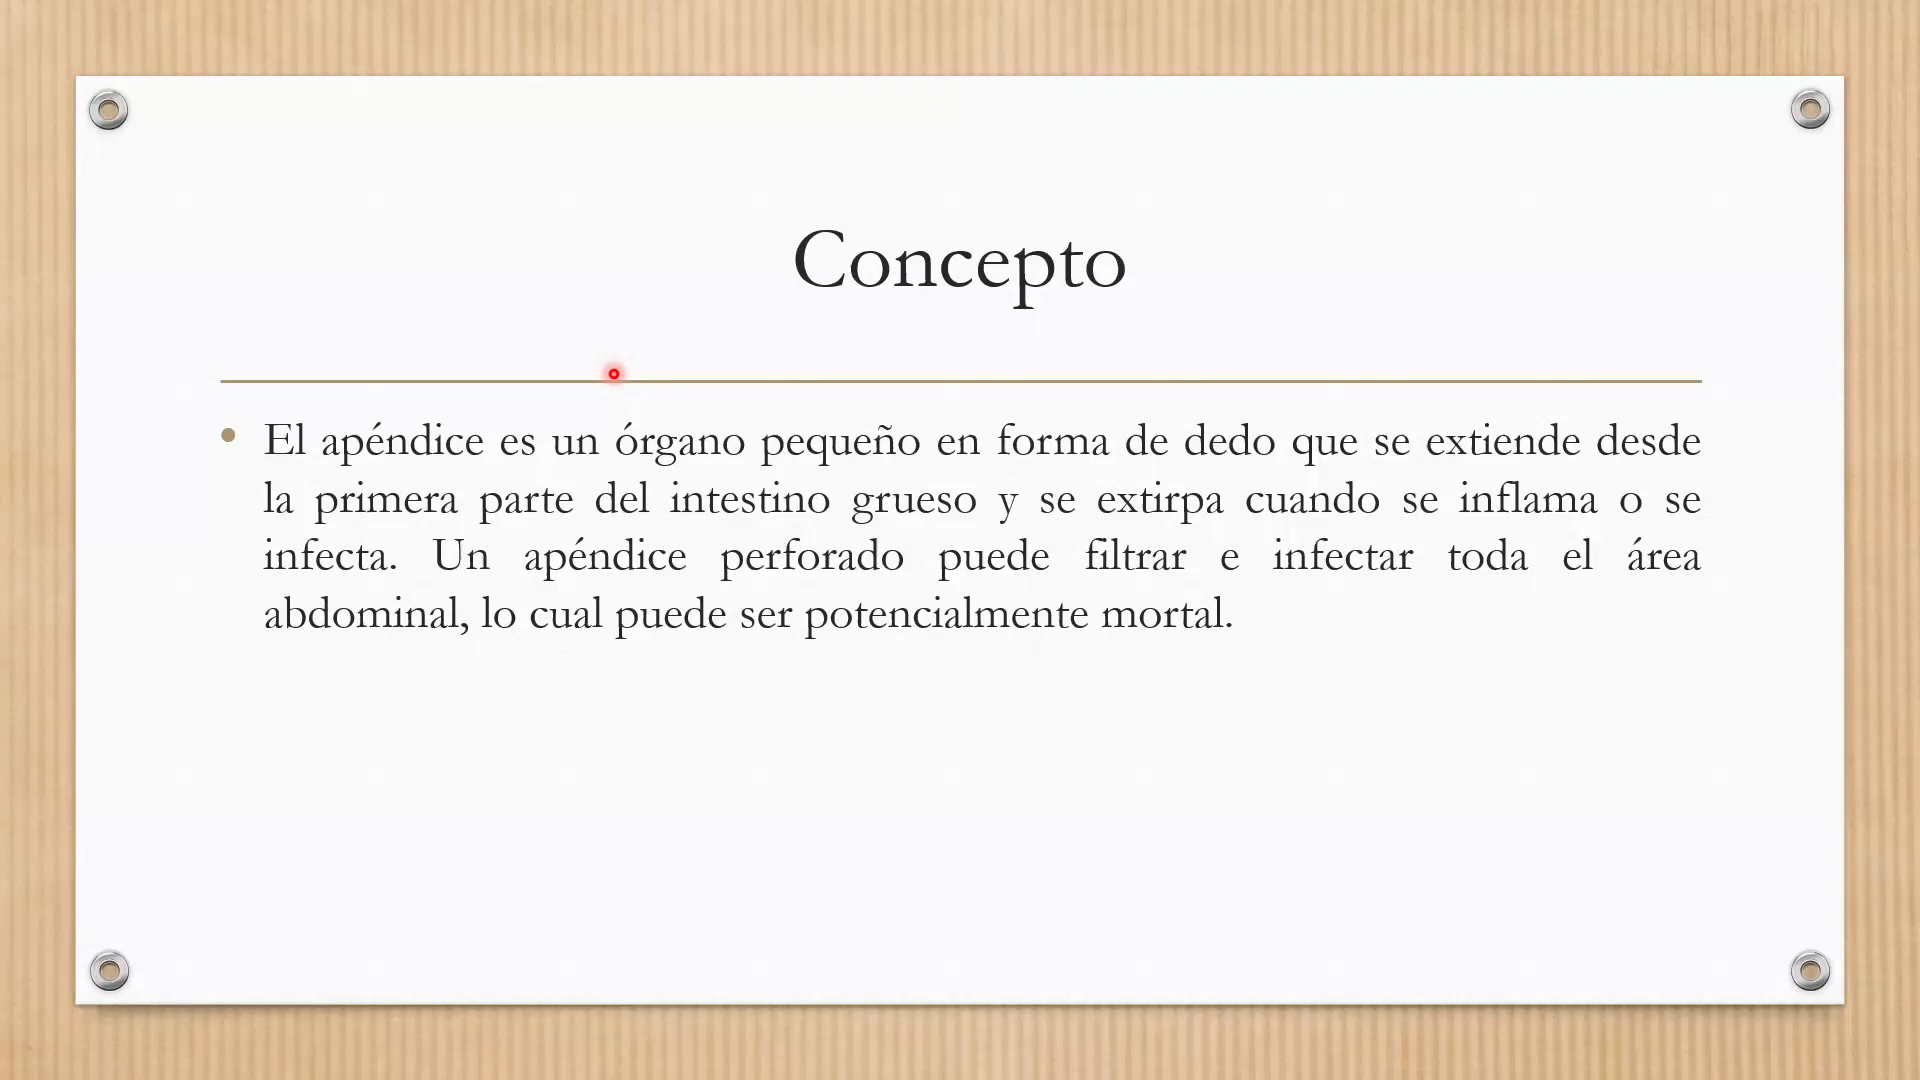 Concepto
• El apéndice es un órgano pequeño en forma de dedo que se extiende desde
la primera parte del intestino grueso y se extirpa cuando se inflama o se
infecta. Un apéndice perforado puede filtrar e infectar toda el área
abdominal, lo cual puede ser potencialmente mortal.